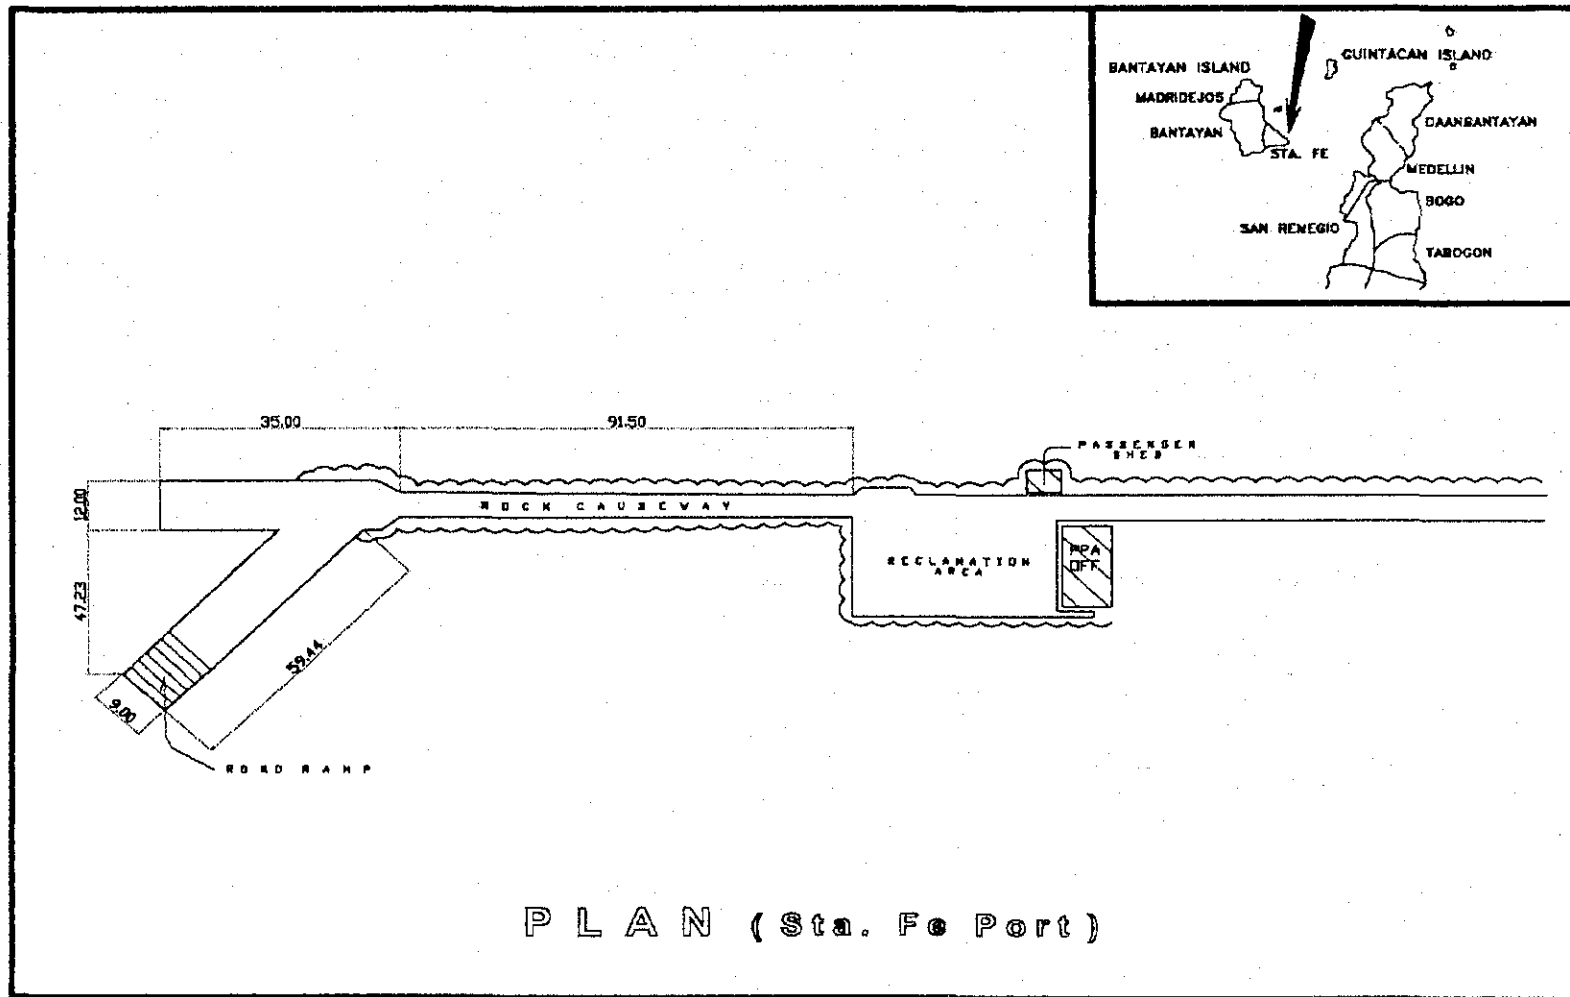 GUINTACAN ISLAND
BANTAYAN ISLAND
MADRIDEJOS
DAANBANTAYAN
BANTAYAN
STA. FE
MEDELLIN
BOGO
SAN REMEGIO
TABOGON
35.00
91.50
PASSENGER
SHED
12.00
ROCK CAUSEWAY
PPA
OFF.
RECLAMATION
AREA
47.23
59.44
9.00
RORO RAMP
PLAN (Sta. Fe Port)